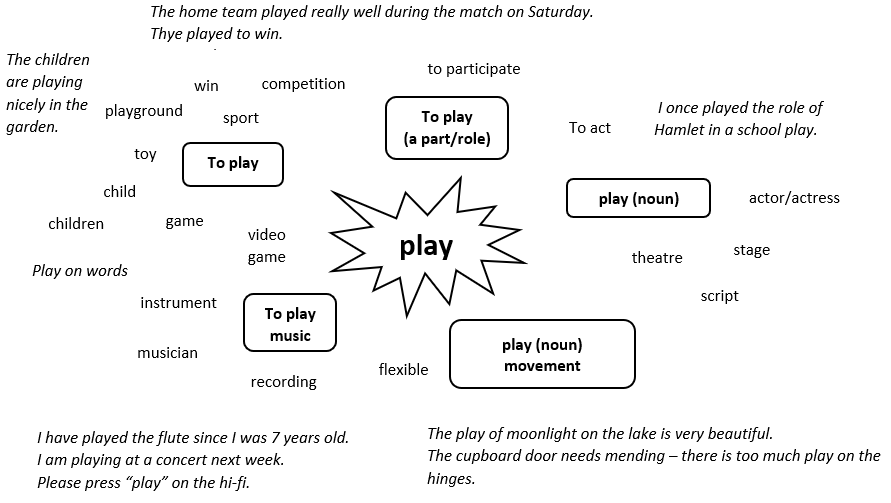 The home team played really well during the match on Saturday.
Thye played to win.
The children
are playing
nicely in the
garden.
win
competition
to participate
playground
sport
To play
(a part/role)
To act
I once played the role of
Hamlet in a school play.
toy
To play
child
children
game
video
game
play
play (noun)
actor/actress
theatre
stage
script
Play on words
instrument
To play
music
musician
recording
flexible
play (noun)
movement
I have played the flute since I was 7 years old.
I am playing at a concert next week.
Please press “play” on the hi-fi.
The play of moonlight on the lake is very beautiful.
The cupboard door needs mending – there is too much play on the
hinges.